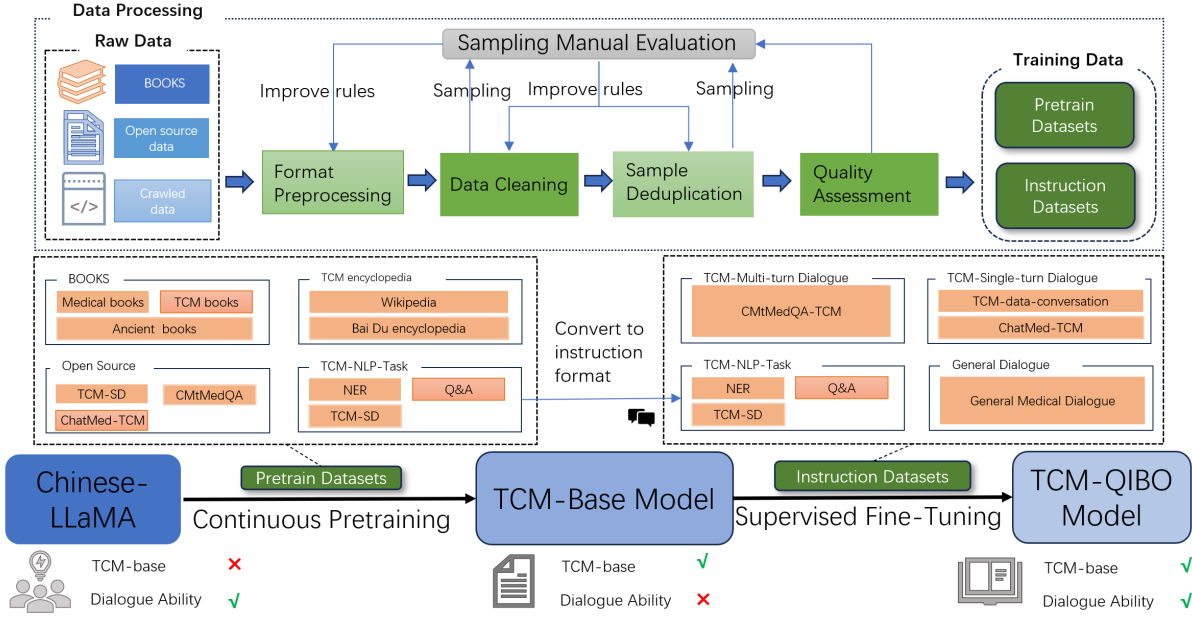 Data Processing
Raw Data
BOOKS
Open source
data
Crawled
data
</>
Sampling Manual Evaluation
Improve rules
Sampling
Improve rules
Sampling
Format
Preprocessing
Data Cleaning
Sample
Deduplication
Quality
Assessment
Training Data
Pretrain
Datasets
Instruction
Datasets
BOOKS
Medical books
TCM books
Ancient books
TCM encyclopedia
Wikipedia
Bai Du encyclopedia
Open Source
TCM-SD
CMtMedQA
ChatMed-TCM
TCM-NLP-Task
NER
Q&A
TCM-SD
Convert to
instruction
format
TCM-Multi-turn Dialogue
CMtMedQA-TCM
TCM-Single-turn Dialogue
TCM-data-conversation
ChatMed-TCM
TCM-NLP-Task
NER
Q&A
TCM-SD
General Dialogue
General Medical Dialogue
Chinese-
LLaMA
Pretrain Datasets
Continuous Pretraining
TCM-Base Model
Instruction Datasets
Supervised Fine-Tuning
TCM-QIBO
Model
TCM-base ×
Dialogue Ability √
TCM-base √
Dialogue Ability ×
TCM-base √
Dialogue Ability √